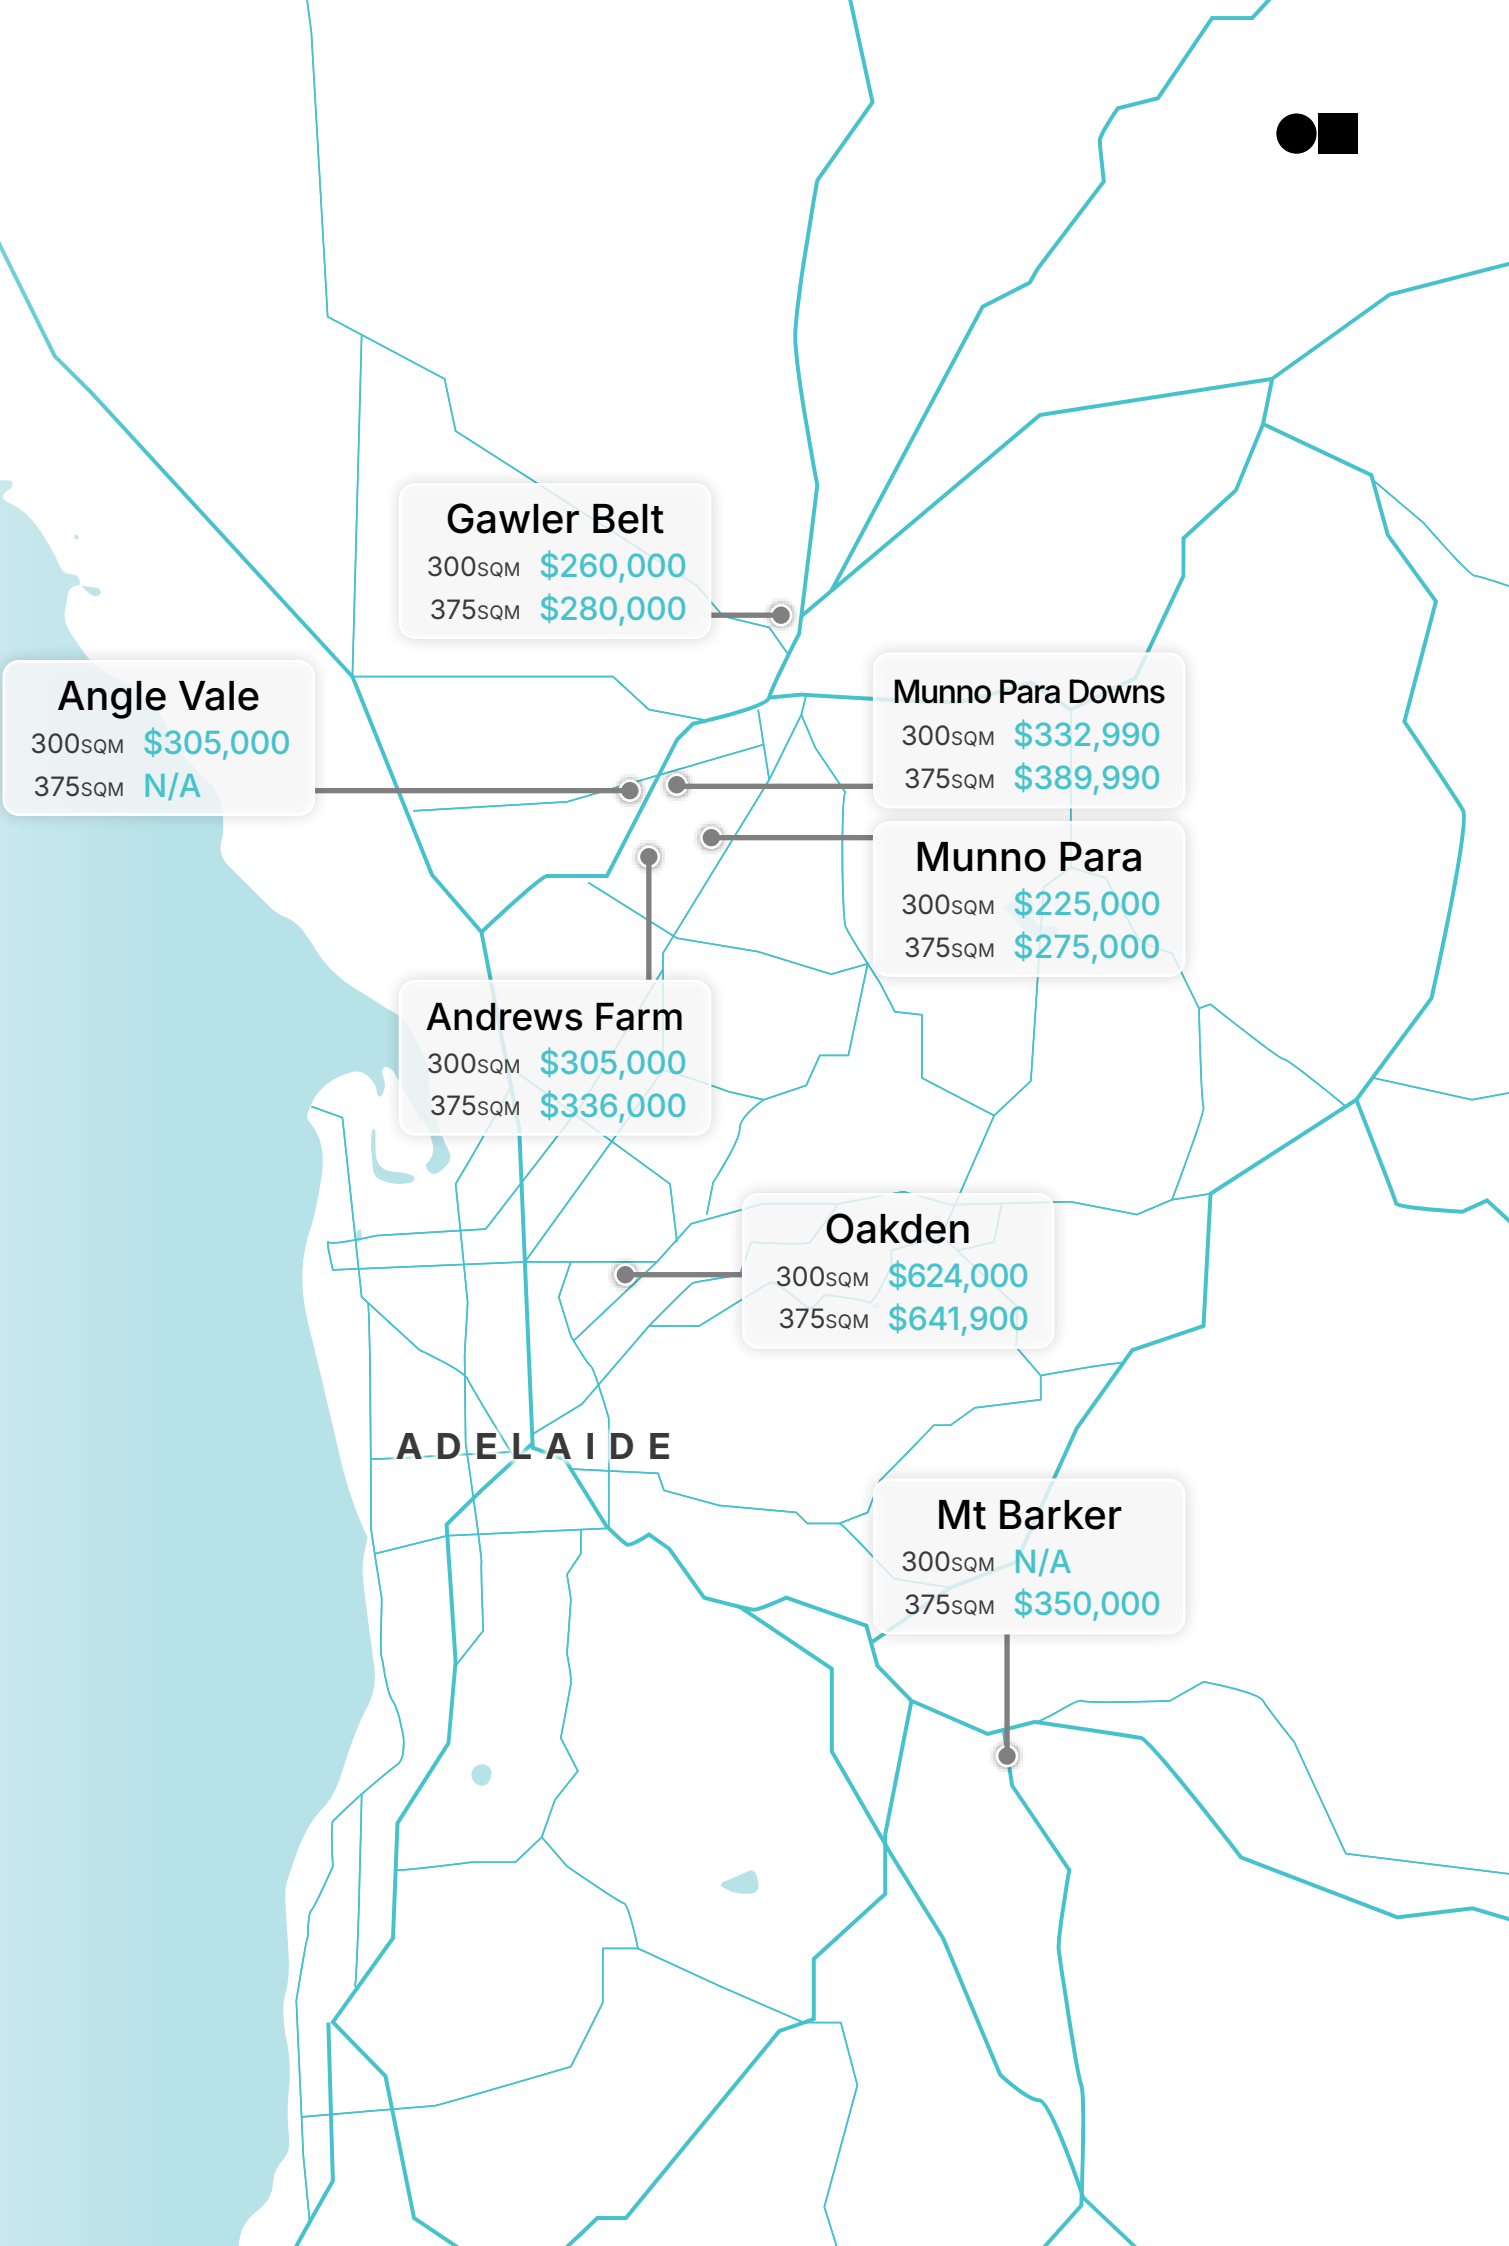 Gawler Belt
300SQM $260,000
375SQM $280,000
Angle Vale
300SQM $305,000
375SQM N/A
Munno Para Downs
300SQM $332,990
375SQM $389,990
Munno Para
300SQM $225,000
375SQM $275,000
Andrews Farm
300SQM $305,000
375SQM $336,000
Oakden
300SQM $624,000
375SQM $641,900
ADELAIDE
Mt Barker
300SQM N/A
375SQM $350,000